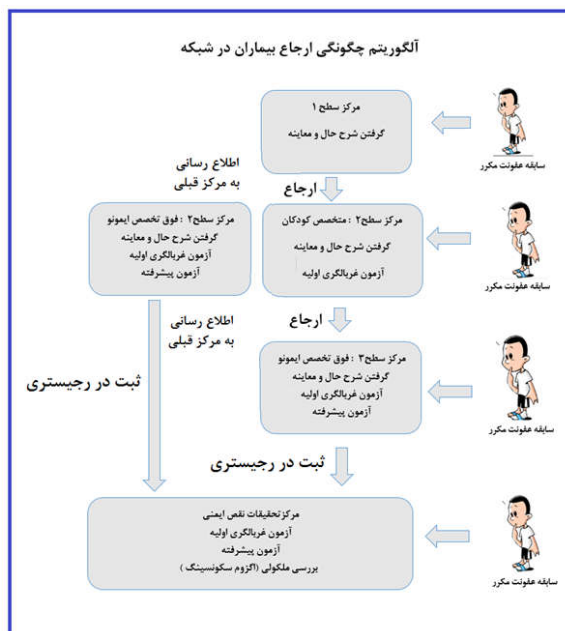 آلگوریتم چگونگی ارجاع بیماران در شبکه
مرکز سطح ۱
گرفتن شرح حال و معاینه
سابقه عفونت مکرر
اطلاع رسانی
به مرکز قبلی
ارجاع
مرکز سطح۲ : متخصص کودکان
گرفتن شرح حال و معاینه
آزمون غربالگری اولیه
سابقه عفونت مکرر
مرکز سطح۲ : فوق تخصص ایمونو
گرفتن شرح حال و معاینه
آزمون غربالگری اولیه
آزمون پیشرفته
اطلاع رسانی
به مرکز قبلی
ارجاع
مرکز سطح۳ : فوق تخصص ایمونو
گرفتن شرح حال و معاینه
آزمون غربالگری اولیه
آزمون پیشرفته
سابقه عفونت مکرر
ثبت در رجیستری
ثبت در رجیستری
مرکز تحقیقات نقص ایمنی
آزمون غربالگری اولیه
آزمون پیشرفته
بررسی ملکولی (اگزوم سکونسینگ )
سابقه عفونت مکرر